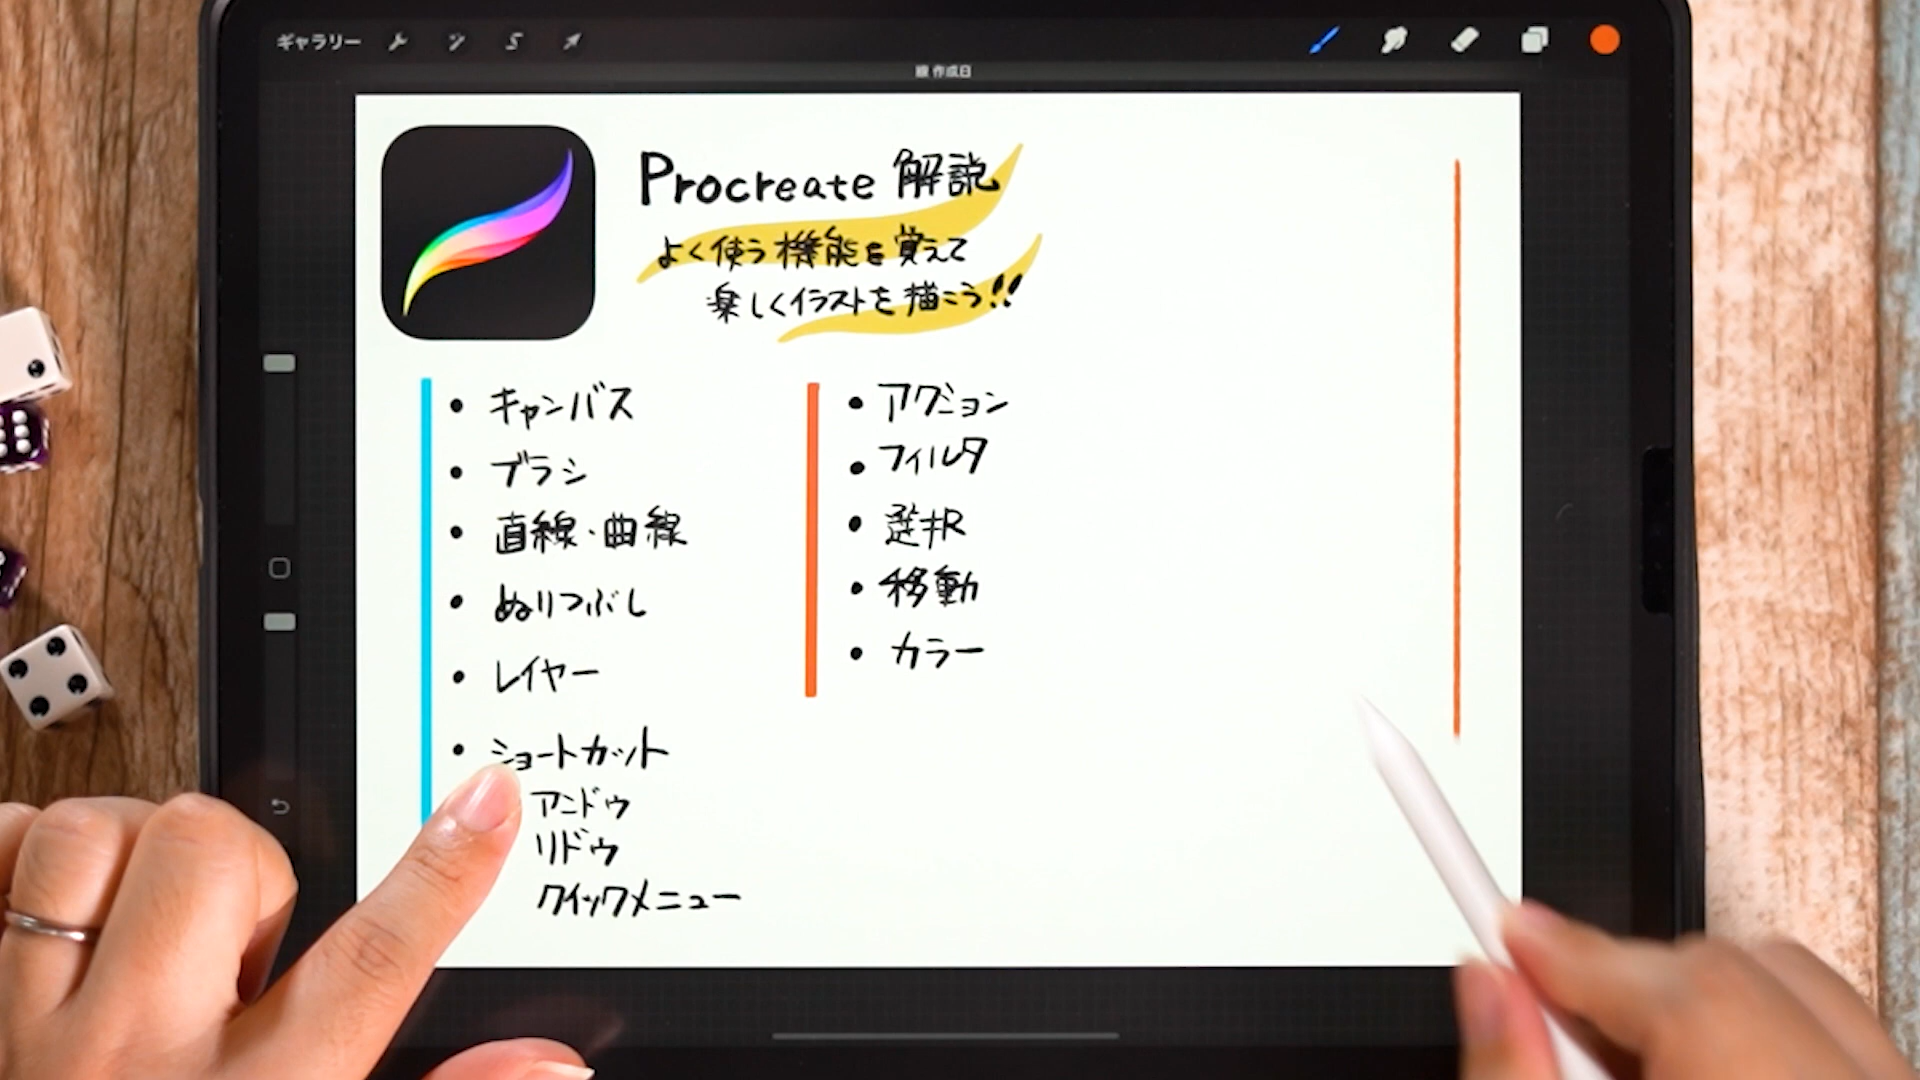 ギャラリー
線 作成日
Procreate 解説
よく使う機能を覚えて
楽しくイラストを描こう!!
• キャンバス
• ブラシ
• 直線・曲線
• ぬりつぶし
• レイヤー
• ショートカット
アンドゥ
リドゥ
クイックメニュー
• アクション
• フィルタ
• 選択
• 移動
• カラー